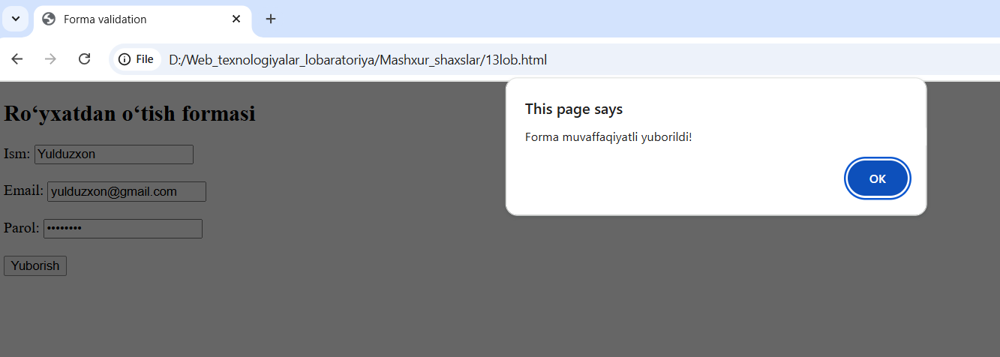 Forma validation
File D:/Web_texnologiyalar_lobaratoriya/Mashxur_shaxslar/13lob.html
This page says
Forma muvaffaqiyatli yuborildi!
OK
Ro‘yxatdan o‘tish formasi
Ism: Yulduzxon
Email: yulduzxon@gmail.com
Parol: ••••••••
Yuborish